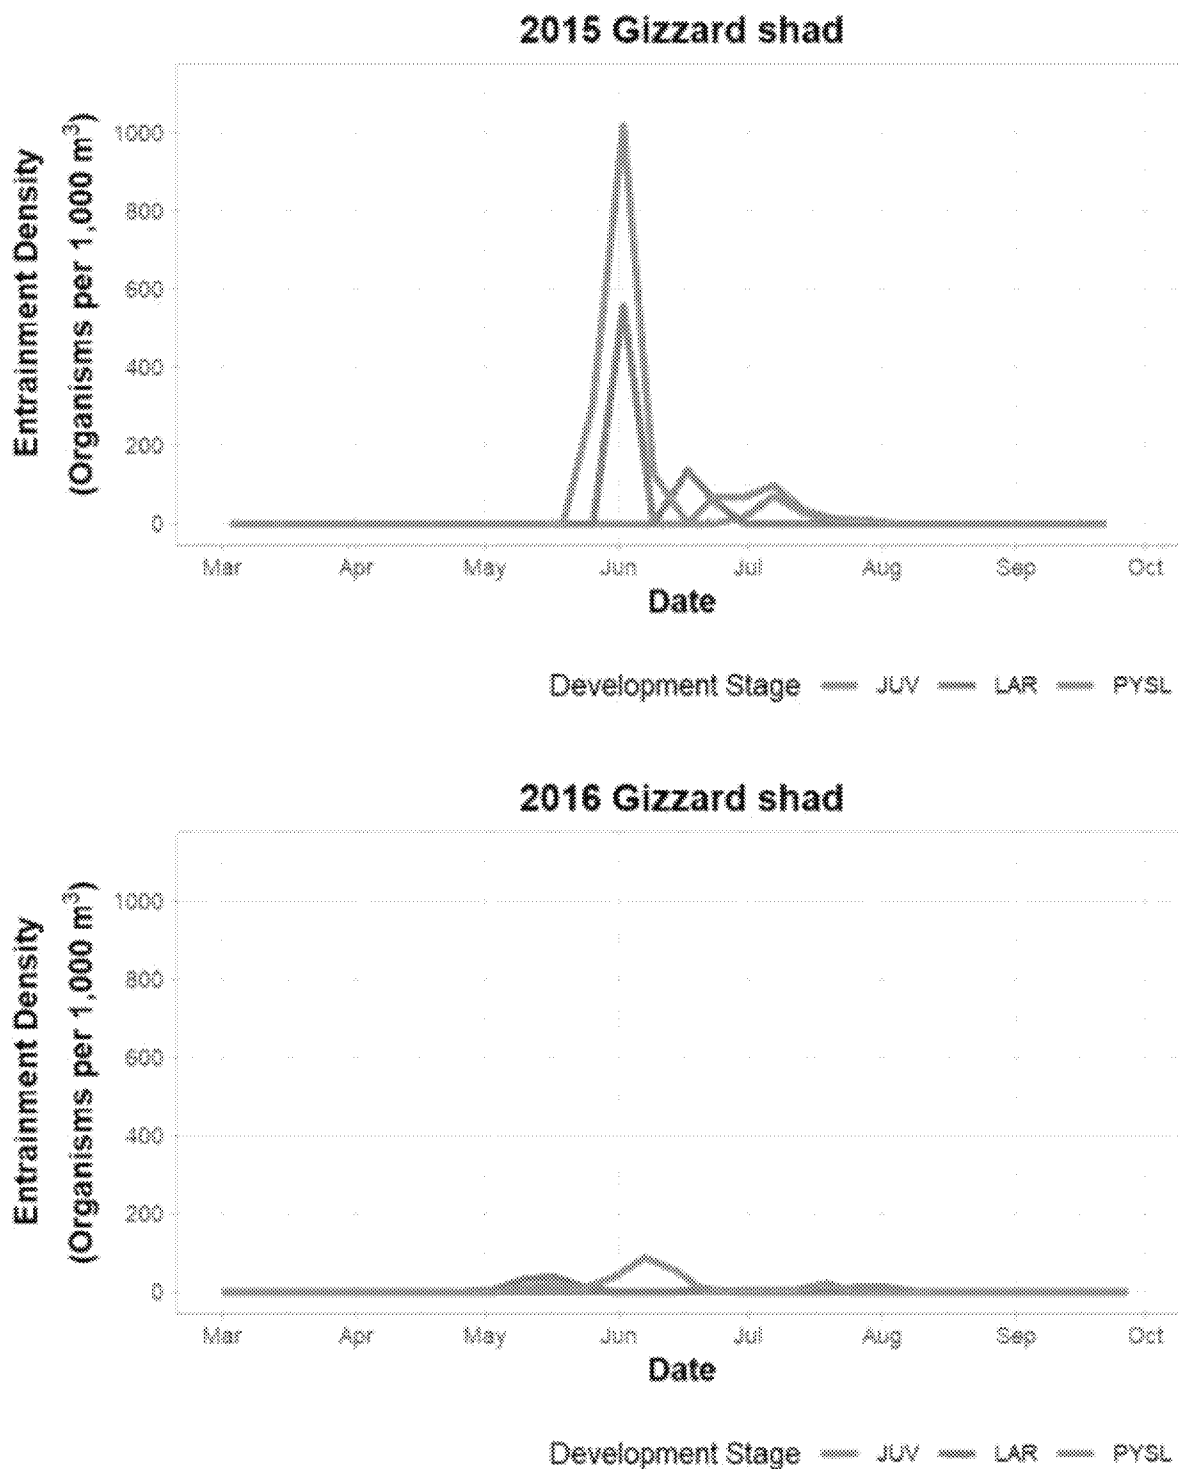 2015 Gizzard shad
Entrainment Density
(Organisms per 1,000 m³)
1000
800
600
400
200
0
Mar Apr May Jun Jul Aug Sep Oct
Date
Development Stage JUV LAR PYSL
2016 Gizzard shad
Entrainment Density
(Organisms per 1,000 m³)
1000
800
600
400
200
0
Mar Apr May Jun Jul Aug Sep Oct
Date
Development Stage JUV LAR PYSL